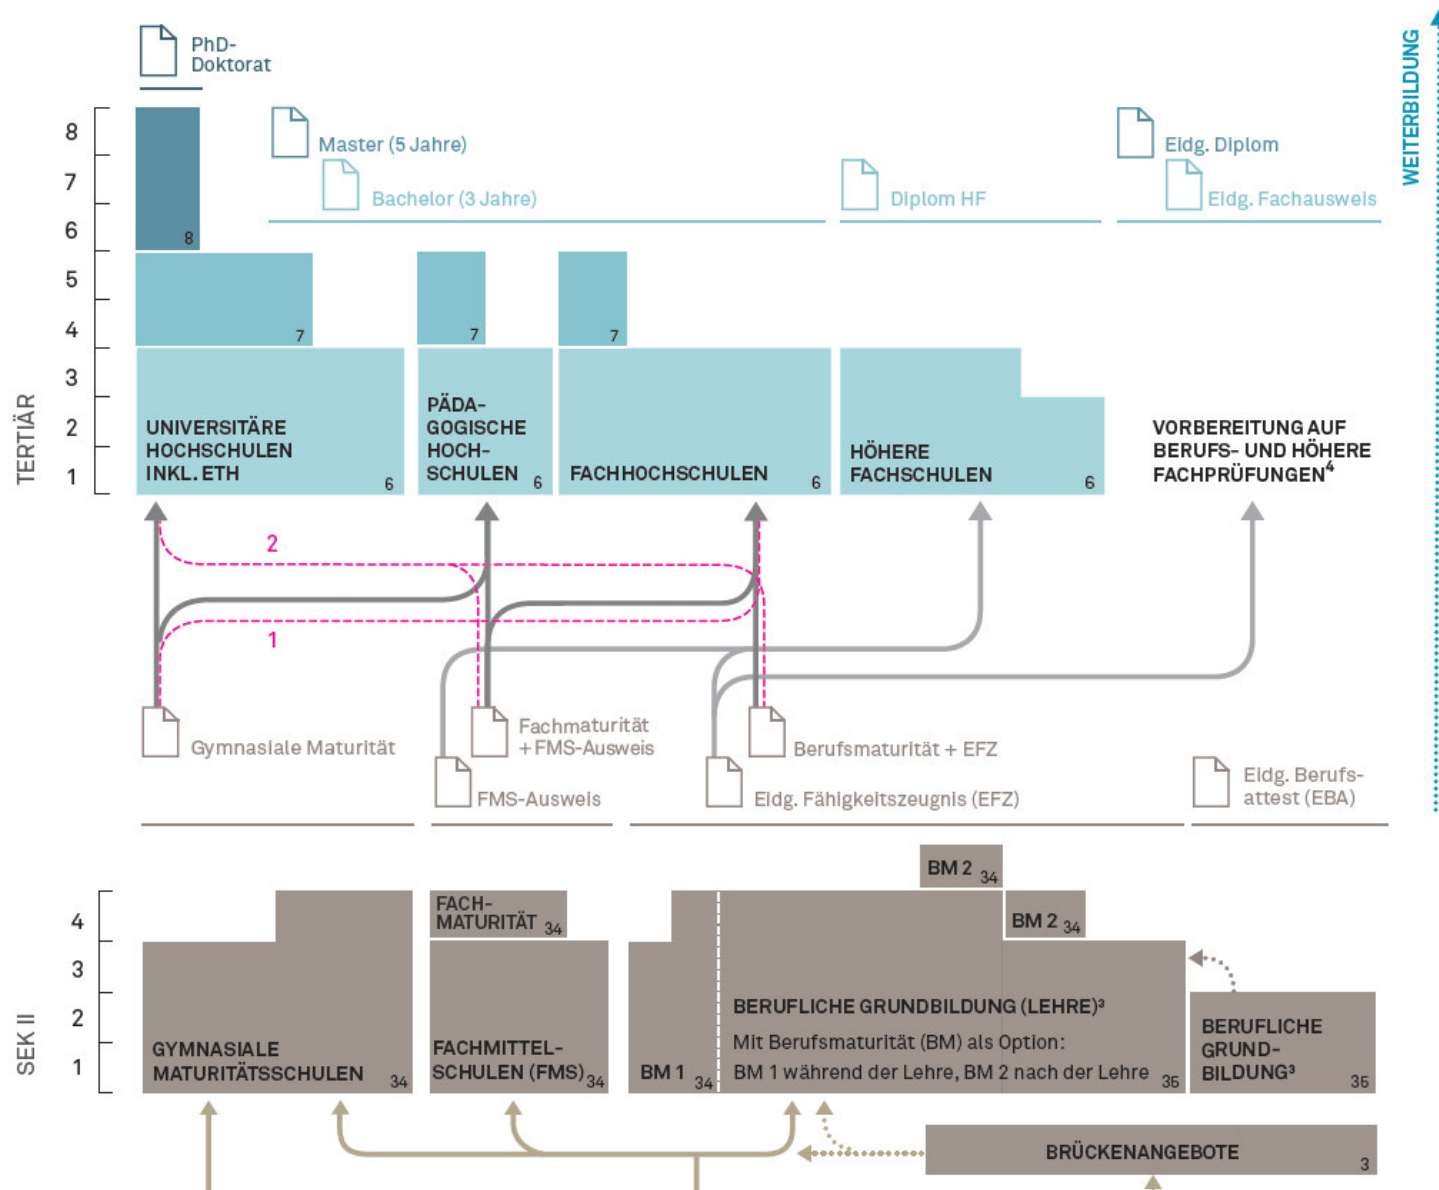 PhD-
Doktorat
WEITERBILDUNG
8
7
6
5
4
3
2
1
TERTIÄR
Master (5 Jahre)
Bachelor (3 Jahre)
Diplom HF
Eidg. Diplom
Eidg. Fachausweis
8
7
7
7
UNIVERSITÄRE
HOCHSCHULEN
INKL. ETH
6
PÄDA-
GOGISCHE
HOCH-
SCHULEN
6
FACHHOCHSCHULEN
6
HÖHERE
FACHSCHULEN
6
VORBEREITUNG AUF
BERUFS- UND HÖHERE
FACHPRÜFUNGEN⁴
2
1
Gymnasiale Maturität
Fachmaturität
+ FMS-Ausweis
Berufsmaturität + EFZ
FMS-Ausweis
Eidg. Fähigkeitszeugnis (EFZ)
Eidg. Berufs-
attest (EBA)
4
3
2
1
SEK II
GYMNASIALE
MATURITÄTSSCHULEN
34
FACH-
MATURITÄT
34
FACHMITTEL-
SCHULEN (FMS)
34
BM 1
34
BM 2
34
BM 2
34
BERUFLICHE GRUNDBILDUNG (LEHRE)³
Mit Berufsmaturität (BM) als Option:
BM 1 während der Lehre, BM 2 nach der Lehre
35
BERUFLICHE
GRUND-
BILDUNG³
35
BRÜCKENANGEBOTE
3